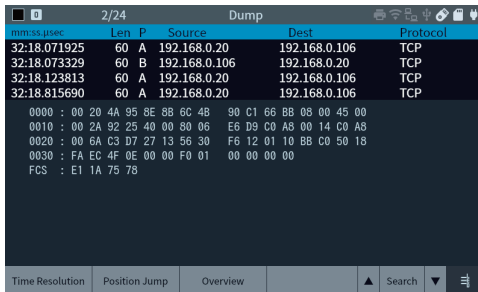 0 2/24 Dump
mm:ss.μsec Len P Source Dest Protocol
32:18.071925 60 A 192.168.0.20 192.168.0.106 TCP
32:18.073329 60 B 192.168.0.106 192.168.0.20 TCP
32:18.123813 60 A 192.168.0.20 192.168.0.106 TCP
32:18.815690 60 A 192.168.0.20 192.168.0.106 TCP
0000 : 00 20 4A 95 8E 8B 6C 4B 90 C1 66 BB 08 00 45 00
0010 : 00 2A 92 25 40 00 80 06 E6 D9 C0 A8 00 14 C0 A8
0020 : 00 6A C3 D7 27 13 56 30 F6 12 01 10 BB C0 50 18
0030 : FA EC 4F 0E 00 00 F0 01 00 00 00 00
FCS : E1 1A 75 78
Time Resolution Position Jump Overview ▲ Search ▼